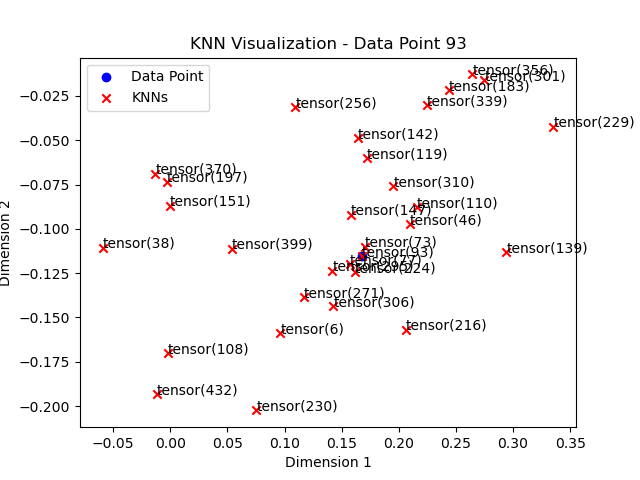 KNN Visualization - Data Point 93
Data Point
KNNs
tensor(356)
tensor(301)
tensor(183)
tensor(339)
tensor(256)
tensor(229)
tensor(142)
tensor(119)
tensor(370)
tensor(197)
tensor(310)
tensor(151)
tensor(110)
tensor(147)
tensor(46)
tensor(38)
tensor(399)
tensor(73)
tensor(93)
tensor(139)
tensor(77)
tensor(295)
tensor(224)
tensor(271)
tensor(306)
tensor(6)
tensor(216)
tensor(108)
tensor(432)
tensor(230)
−0.025
−0.050
−0.075
−0.100
−0.125
−0.150
−0.175
−0.200
Dimension 2
−0.05 0.00 0.05 0.10 0.15 0.20 0.25 0.30 0.35
Dimension 1